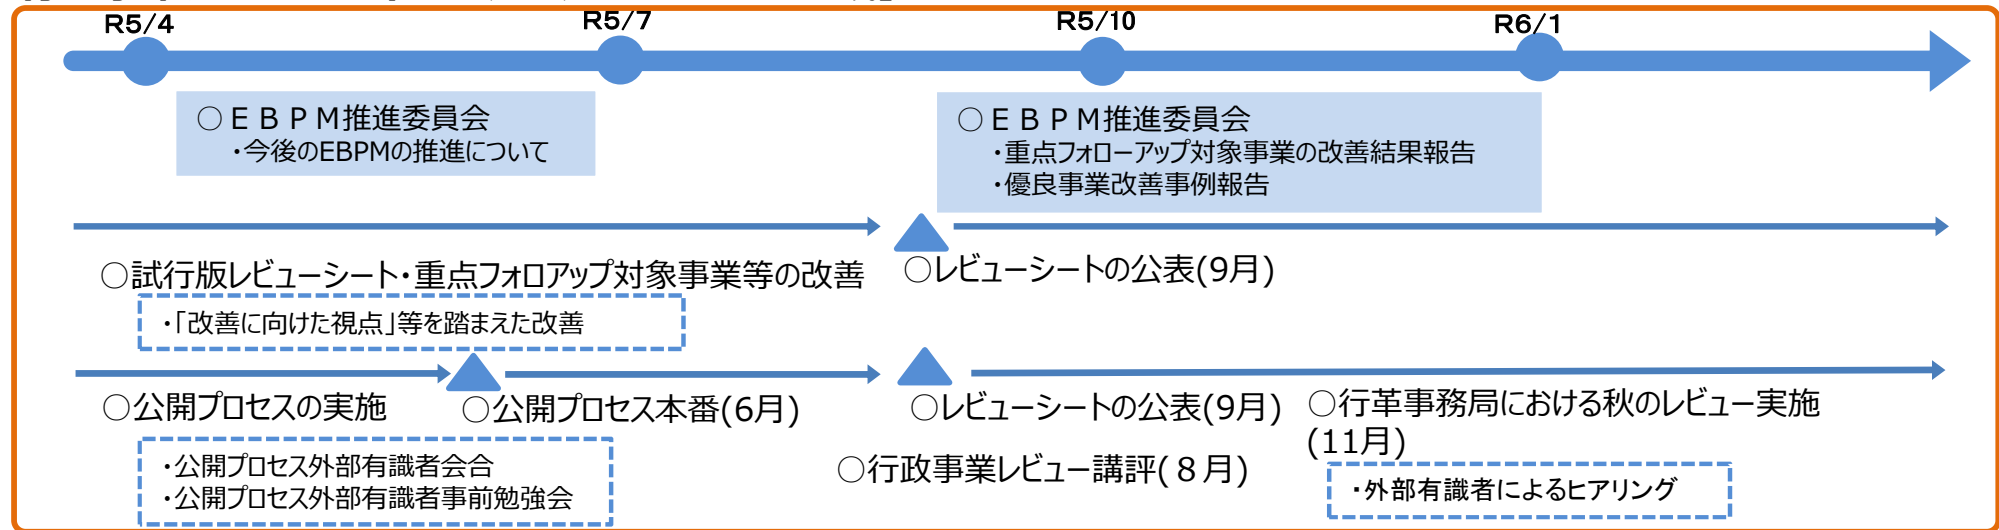 R5/4
R5/7
R5/10
R6/1
○ＥＢＰＭ推進委員会
・今後のEBPMの推進について
○ＥＢＰＭ推進委員会
・重点フォローアップ対象事業の改善結果報告
・優良事業改善事例報告
○試行版レビューシート・重点フォロアップ対象事業等の改善
○レビューシートの公表(9月)
・「改善に向けた視点」等を踏まえた改善
○公開プロセスの実施
○公開プロセス本番(6月)
○レビューシートの公表(9月)
○行革事務局における秋のレビュー実施
(11月)
・公開プロセス外部有識者会合
・公開プロセス外部有識者事前勉強会
○行政事業レビュー講評(８月)
・外部有識者によるヒアリング